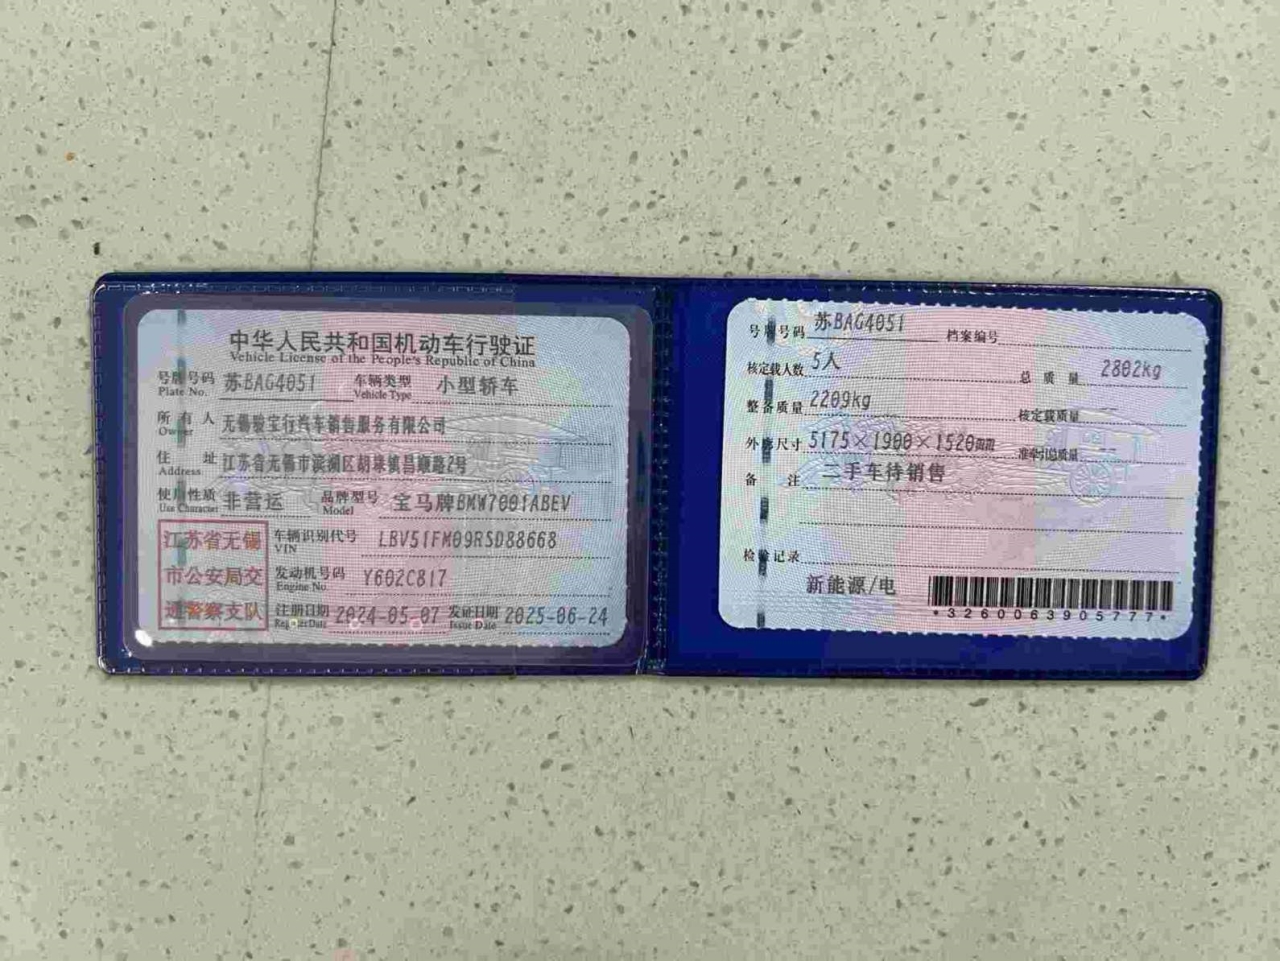 中华人民共和国机动车行驶证
Vehicle License of the People's Republic of China
号牌号码 苏BAG4051 车辆类型 小型轿车
Plate No. Vehicle Type
所有人 无锡骏宝行汽车销售服务有限公司
Owner
住址 江苏省无锡市滨湖区胡埭镇昌顺路2号
Address
使用性质 非营运 品牌型号 宝马牌BMW7001ABEV
Use Character Model
江苏省无锡
市公安局交
通警察支队
车辆识别代号 LBV51FM09RSD88668
VIN
发动机号码 Y602C817
Engine No.
注册日期 2024-05-07 发证日期 2025-06-24
Register Date Issue Date
号牌号码 苏BAG4051 档案编号
核定载人数 5人 总质量 2802kg
整备质量 2209kg 核定载质量 --
外廓尺寸 5175×1900×1520mm 准牵引总质量 --
备注 二手车待销售
检验记录
新能源/电
*3260063905777*